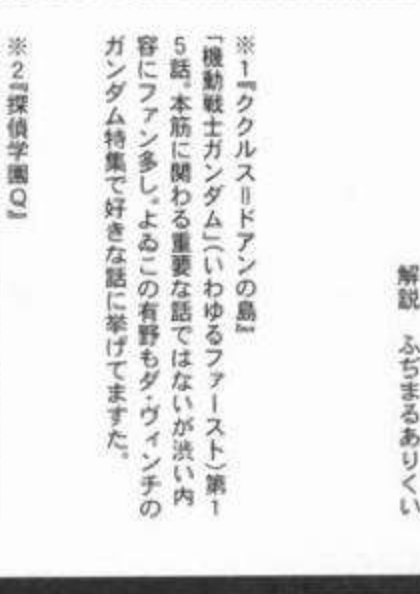 解説　ふぢまるありくい
※1『ククルス＝ドアンの島』
「機動戦士ガンダム」（いわゆるファースト）第1
5話。本筋に関わる重要な話ではないが渋い内
容にファン多し。よゐこの有野もダ・ヴィンチの
ガンダム特集で好きな話に挙げてますた。
※2『探偵学園Q』